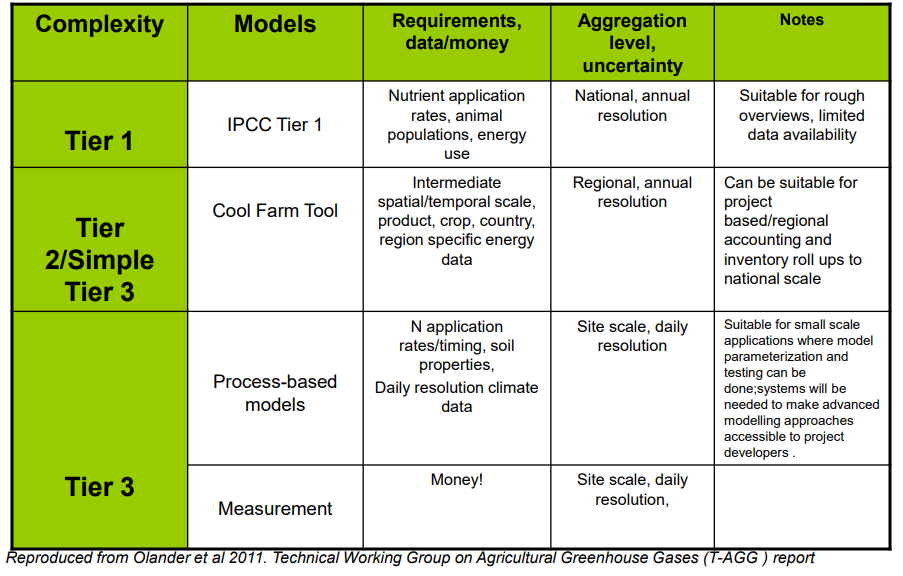 Complexity
Models
Requirements,
data/money
Aggregation
level,
uncertainty
Notes
Tier 1
IPCC Tier 1
Nutrient application
rates, animal
populations, energy
use
National, annual
resolution
Suitable for rough
overviews, limited
data availability
Tier
2/Simple
Tier 3
Cool Farm Tool
Intermediate
spatial/temporal scale,
product, crop, country,
region specific energy
data
Regional, annual
resolution
Can be suitable for
project
based/regional
accounting and
inventory roll ups to
national scale
Tier 3
Process-based
models
N application
rates/timing, soil
properties,
Daily resolution climate
data
Site scale, daily
resolution
Suitable for small scale
applications where model
parameterization and
testing can be
done;systems will be
needed to make advanced
modelling approaches
accessible to project
developers .
Measurement
Money!
Site scale, daily
resolution,
Reproduced from Olander et al 2011. Technical Working Group on Agricultural Greenhouse Gases (T-AGG ) report